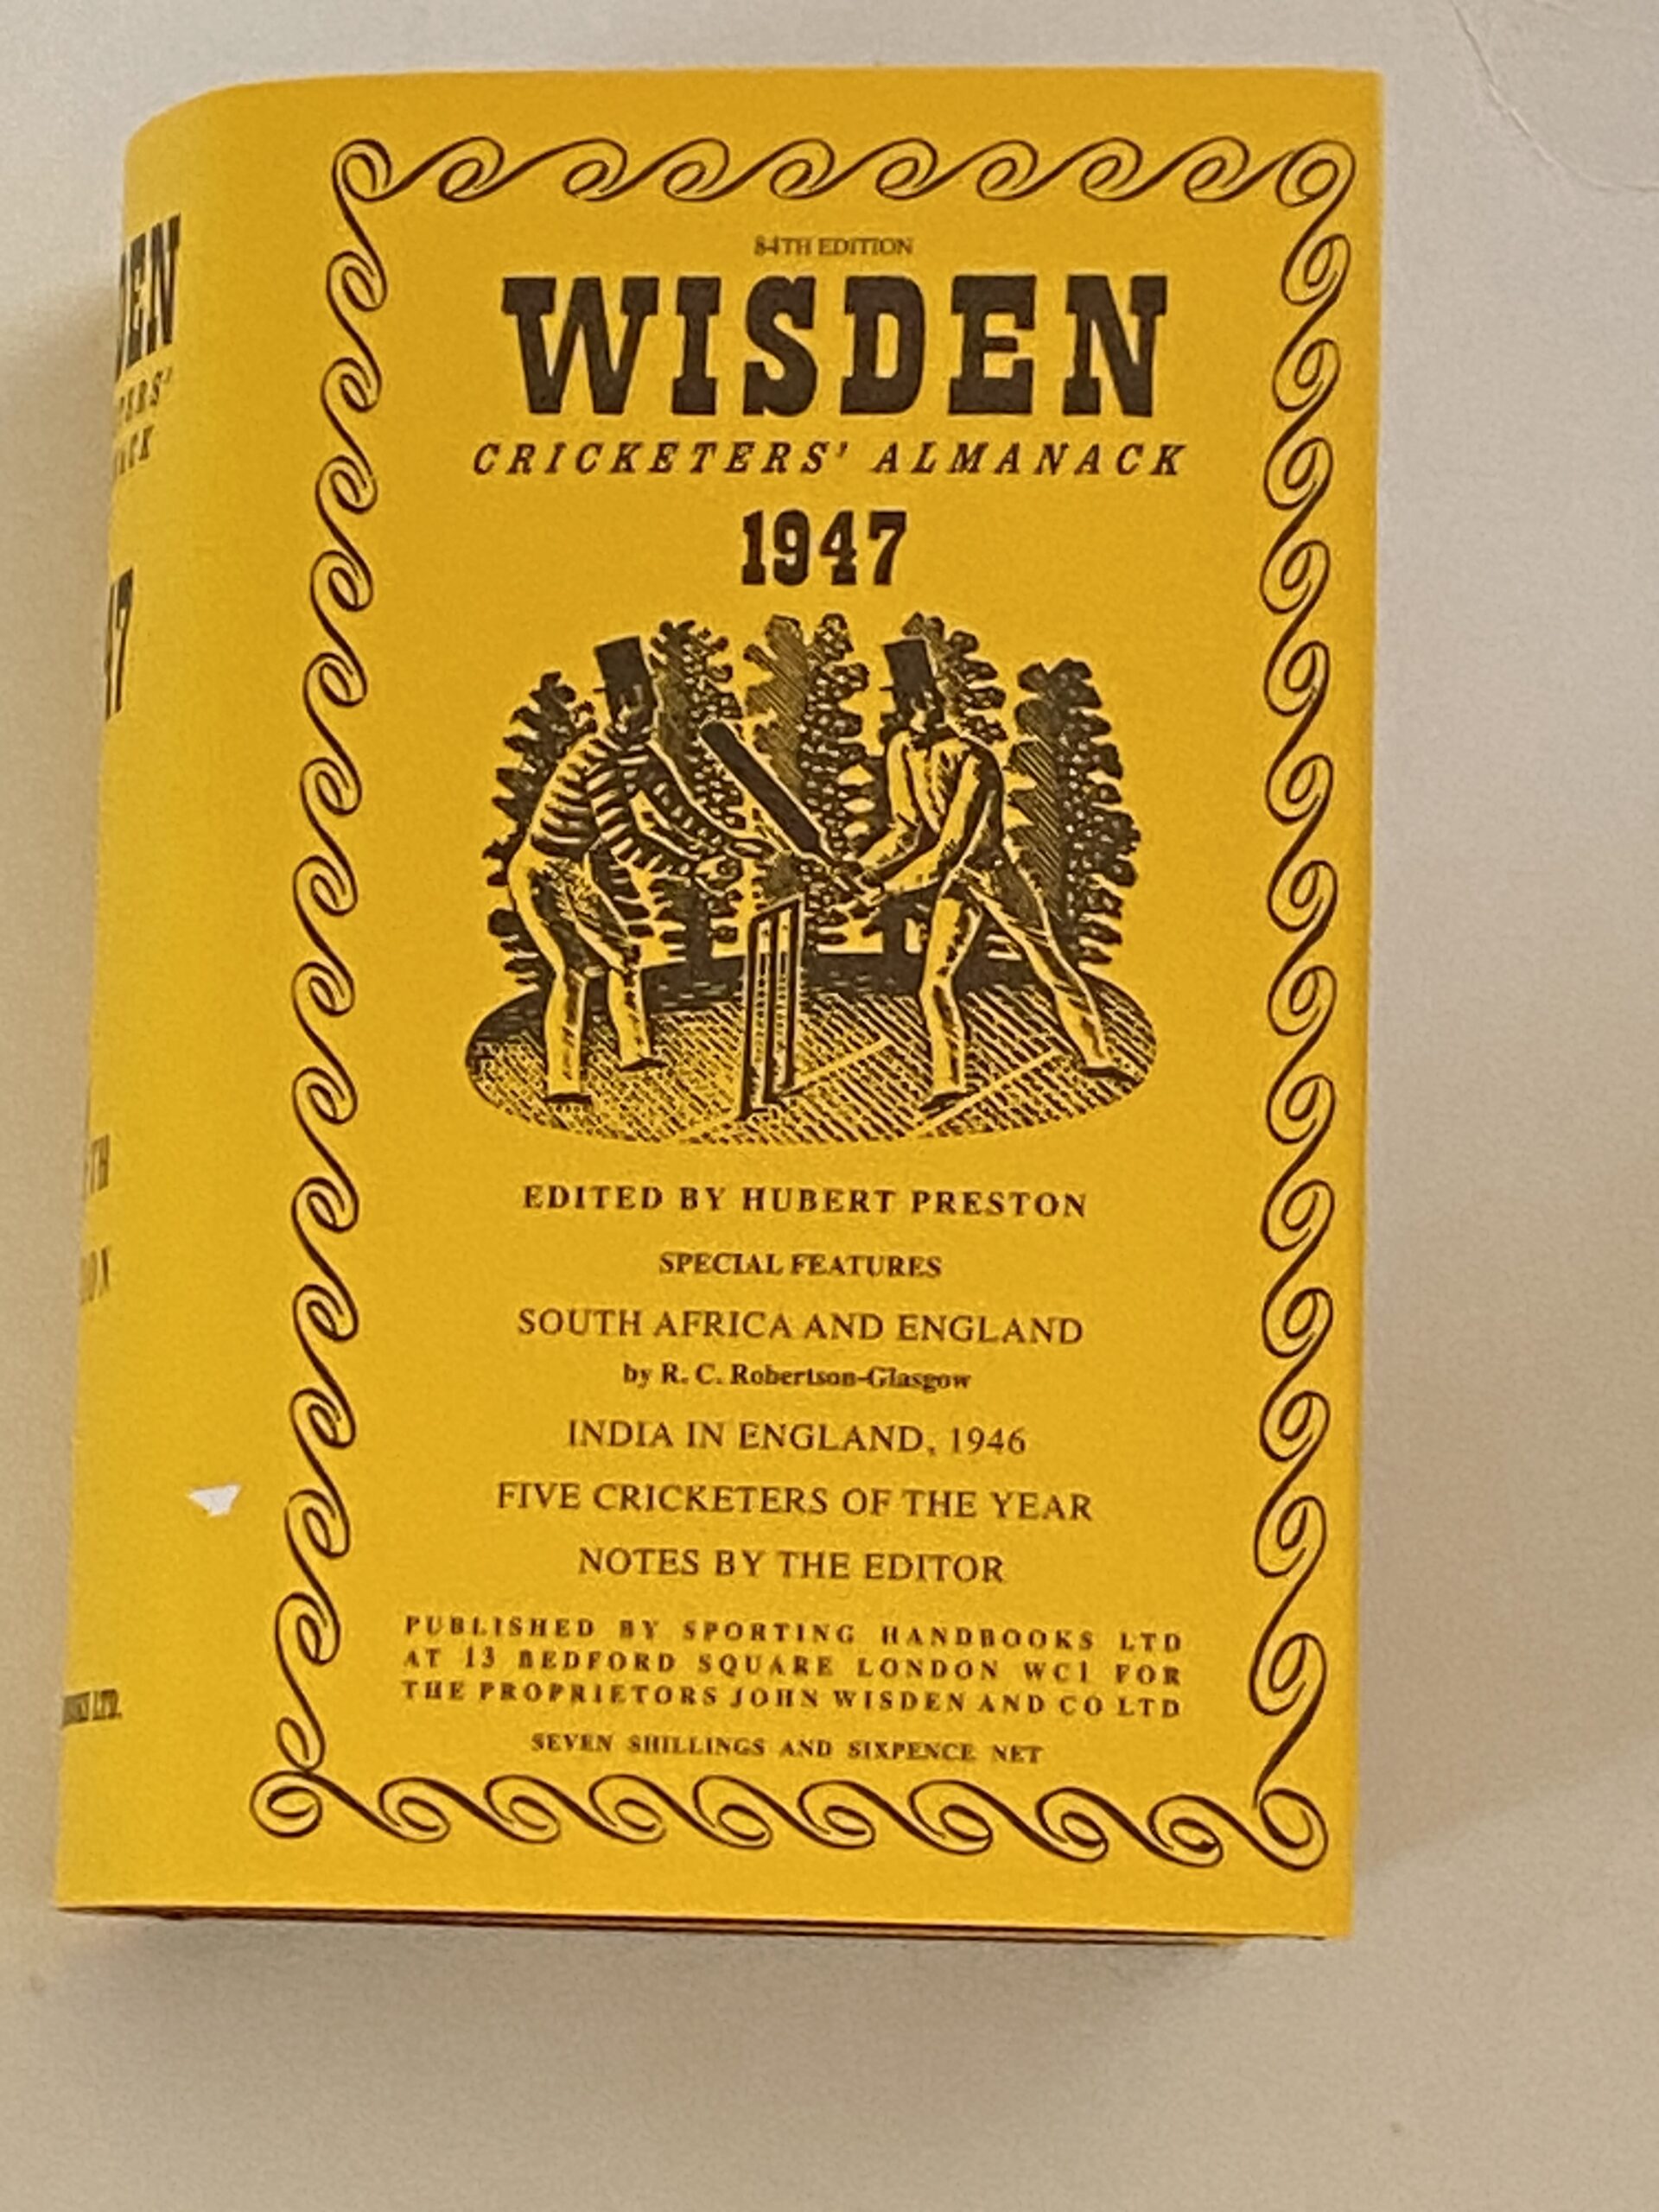 84TH EDITION
WISDEN
CRICKETERS' ALMANACK
1947
EDITED BY HUBERT PRESTON
SPECIAL FEATURES
SOUTH AFRICA AND ENGLAND
by R. C. Robertson-Glasgow
INDIA IN ENGLAND, 1946
FIVE CRICKETERS OF THE YEAR
NOTES BY THE EDITOR
PUBLISHED BY SPORTING HANDBOOKS LTD
AT 13 BEDFORD SQUARE LONDON WC1 FOR
THE PROPRIETORS JOHN WISDEN AND CO LTD
SEVEN SHILLINGS AND SIXPENCE NET